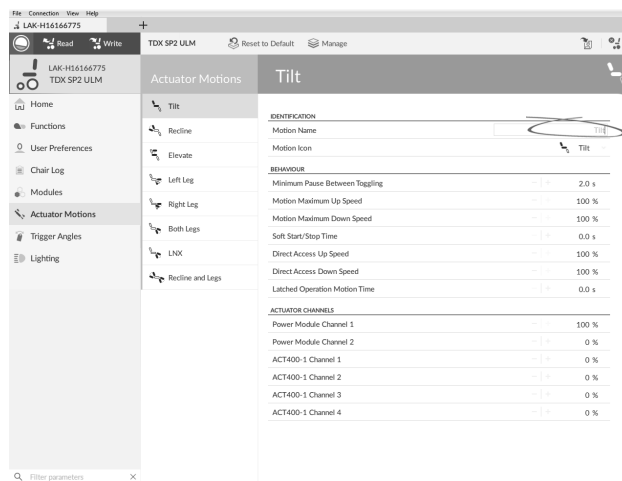 File Connection View Help
LAK-H16166775 +
Read Write TDX SP2 ULM Reset to Default Manage
LAK-H16166775
TDX SP2 ULM
Home
Functions
User Preferences
Chair Log
Modules
Actuator Motions
Trigger Angles
Lighting
Filter parameters
Actuator Motions
Tilt
Recline
Elevate
Left Leg
Right Leg
Both Legs
LNX
Recline and Legs
Tilt
IDENTIFICATION
Motion Name Tilt
Motion Icon Tilt
BEHAVIOUR
Minimum Pause Between Toggling - + 2.0 s
Motion Maximum Up Speed - + 100 %
Motion Maximum Down Speed - + 100 %
Soft Start/Stop Time - + 0.0 s
Direct Access Up Speed - + 100 %
Direct Access Down Speed - + 100 %
Latched Operation Motion Time - + 0.0 s
ACTUATOR CHANNELS
Power Module Channel 1 - + 100 %
Power Module Channel 2 - + 0 %
ACT400-1 Channel 1 - + 0 %
ACT400-1 Channel 2 - + 0 %
ACT400-1 Channel 3 - + 0 %
ACT400-1 Channel 4 - + 0 %